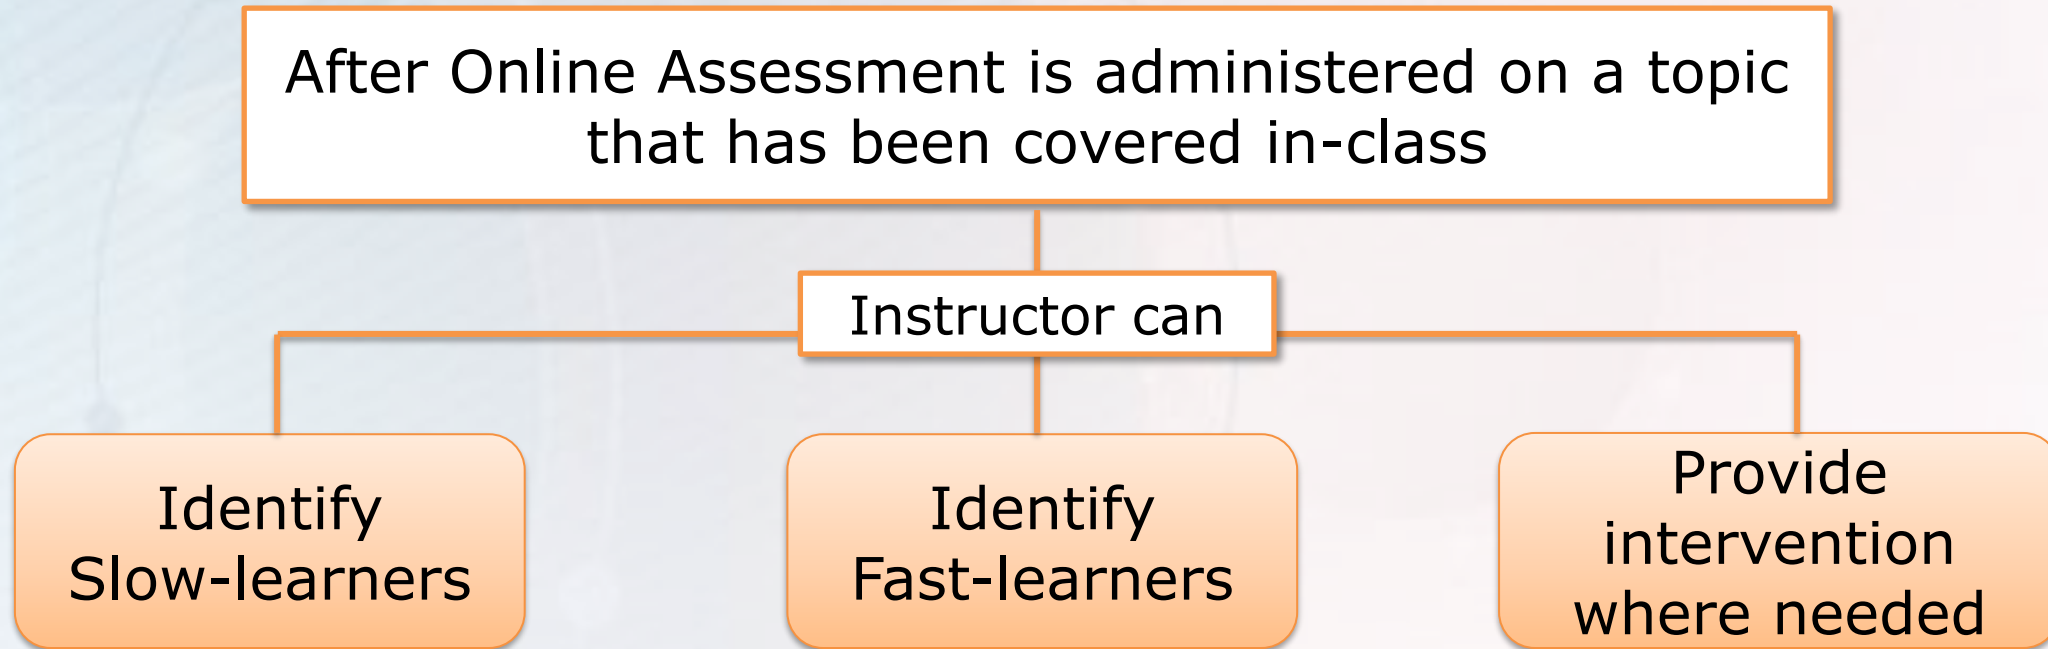 After Online Assessment is administered on a topic
that has been covered in-class
Instructor can
Identify
Slow-learners
Identify
Fast-learners
Provide
intervention
where needed